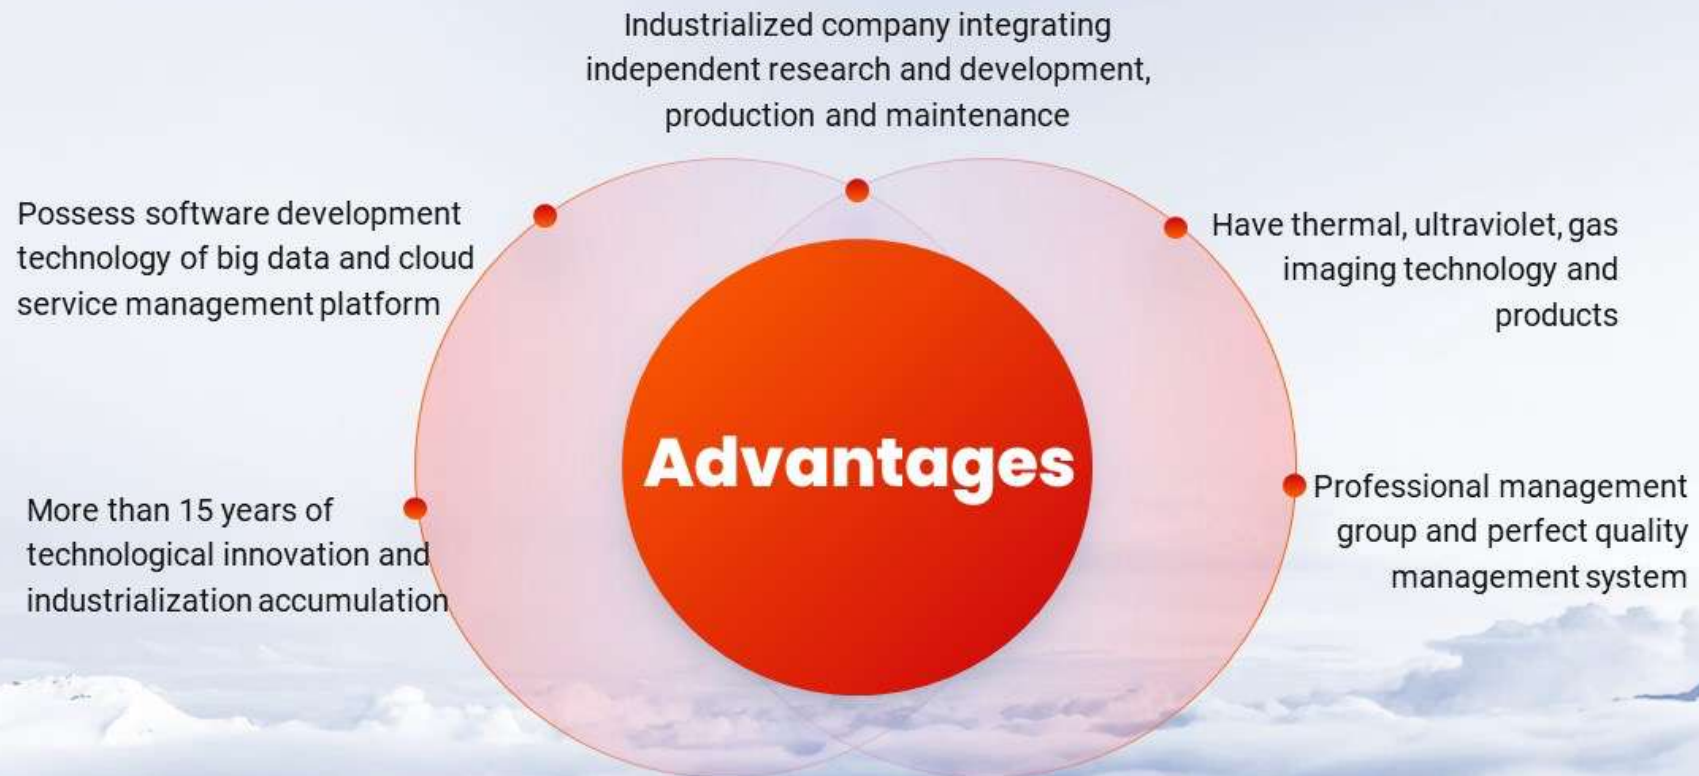 Industrialized company integrating
independent research and development,
production and maintenance
Possess software development
technology of big data and cloud
service management platform
Have thermal, ultraviolet, gas
imaging technology and
products
Advantages
More than 15 years of
technological innovation and
industrialization accumulation
Professional management
group and perfect quality
management system